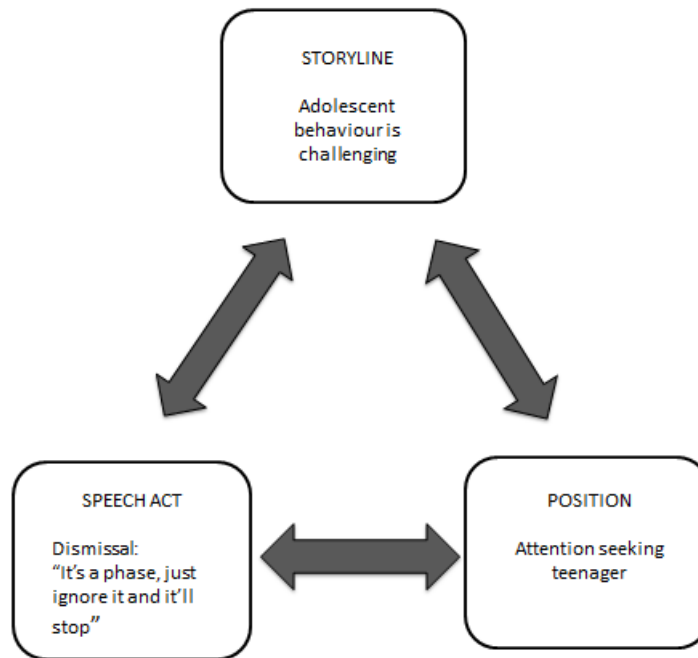 STORYLINE
Adolescent
behaviour is
challenging
SPEECH ACT
Dismissal:
“It’s a phase, just
ignore it and it’ll
stop”
POSITION
Attention seeking
teenager